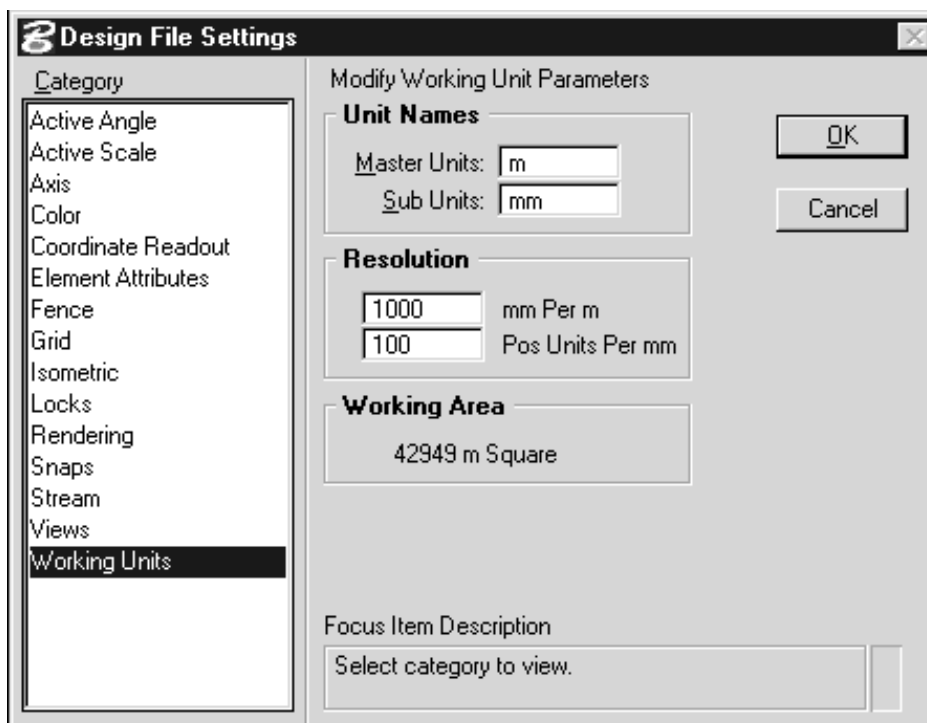 Design File Settings
Category
Active Angle
Active Scale
Axis
Color
Coordinate Readout
Element Attributes
Fence
Grid
Isometric
Locks
Rendering
Snaps
Stream
Views
Working Units
Modify Working Unit Parameters
Unit Names
Master Units: m
Sub Units: mm
Resolution
1000 mm Per m
100 Pos Units Per mm
Working Area
42949 m Square
OK
Cancel
Focus Item Description
Select category to view.